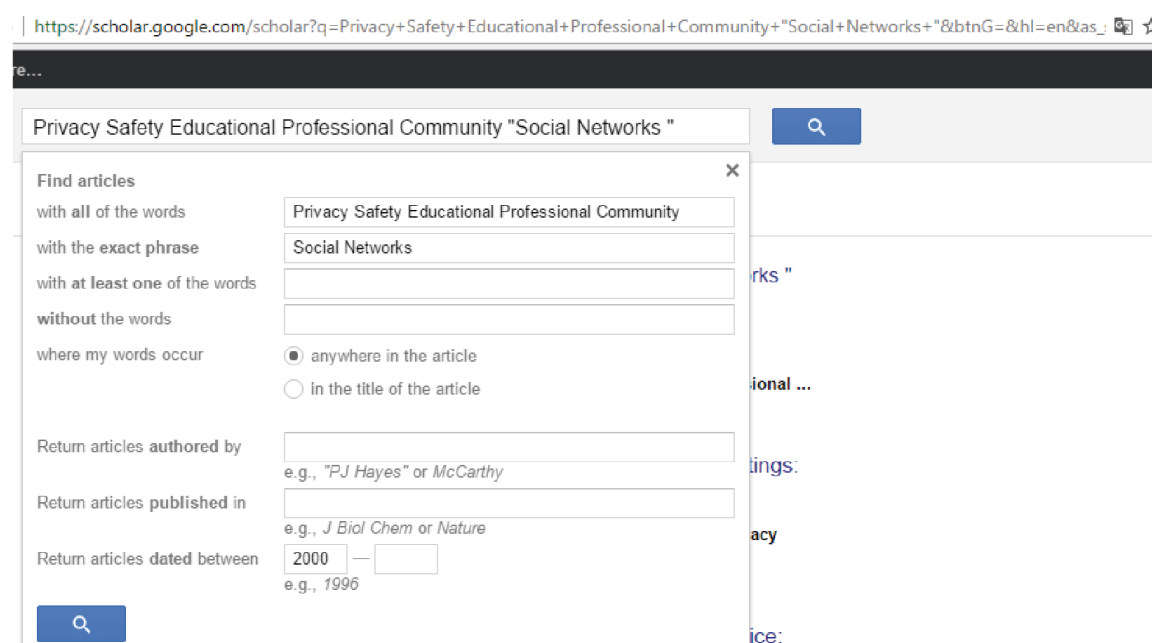 https://scholar.google.com/scholar?q=Privacy+Safety+Educational+Professional+Community+"Social+Networks+"&btnG=&hl=en&as_
re...
Privacy Safety Educational Professional Community "Social Networks "
Find articles
with all of the words Privacy Safety Educational Professional Community
with the exact phrase Social Networks
with at least one of the words
rks "
without the words
where my words occur anywhere in the article
in the title of the article
sional ...
Return articles authored by
e.g., "PJ Hayes" or McCarthy
tings:
Return articles published in
e.g., J Biol Chem or Nature
acy
Return articles dated between 2000 —
e.g., 1996
ice: